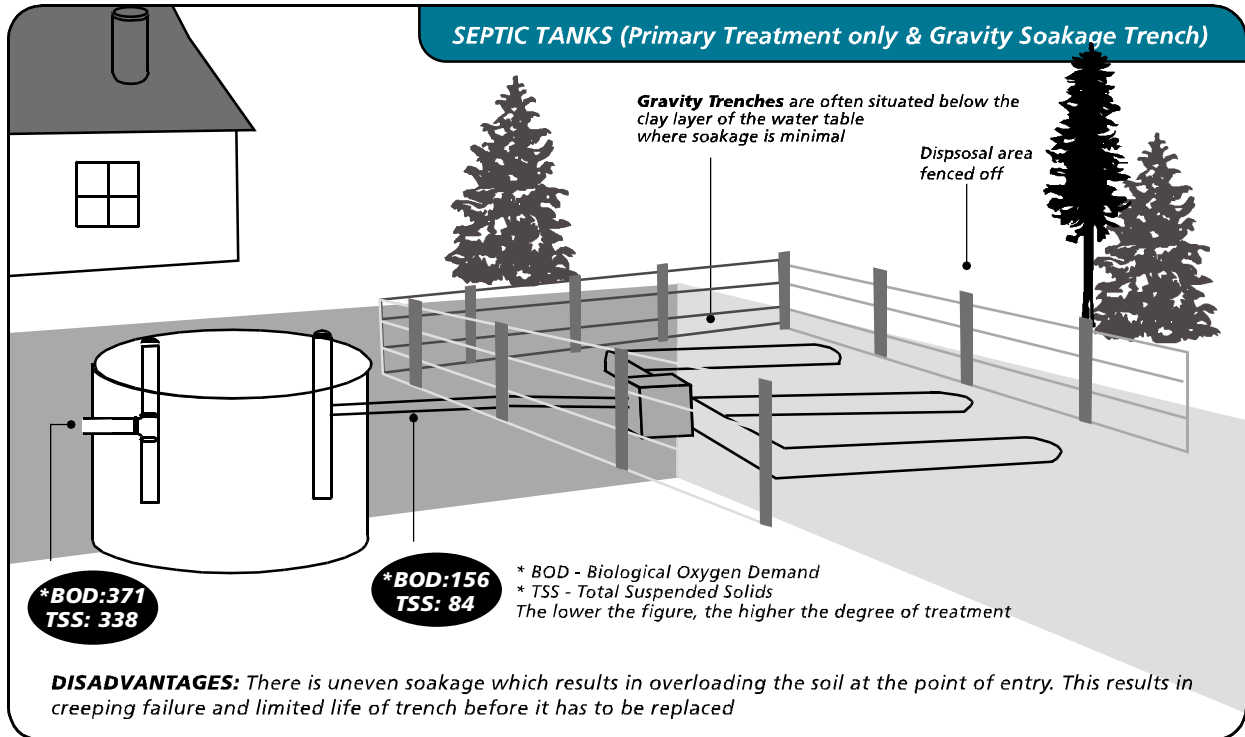 SEPTIC TANKS (Primary Treatment only & Gravity Soakage Trench)
Gravity Trenches are often situated below the
clay layer of the water table
where soakage is minimal
Dispsosal area
fenced off
*BOD:371
TSS: 338
*BOD:156
TSS: 84
* BOD - Biological Oxygen Demand
* TSS - Total Suspended Solids
The lower the figure, the higher the degree of treatment
DISADVANTAGES: There is uneven soakage which results in overloading the soil at the point of entry. This results in
creeping failure and limited life of trench before it has to be replaced